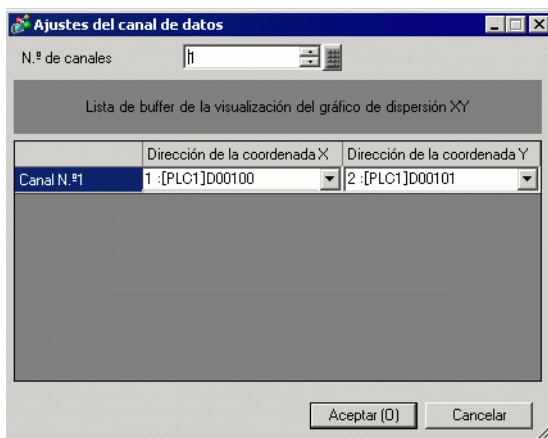 Ajustes del canal de datos
N.º de canales 1
Lista de buffer de la visualización del gráfico de dispersión XY
Dirección de la coordenada X Dirección de la coordenada Y
Canal N.º1 1 :[PLC1]D00100 2 :[PLC1]D00101
Aceptar (O) Cancelar